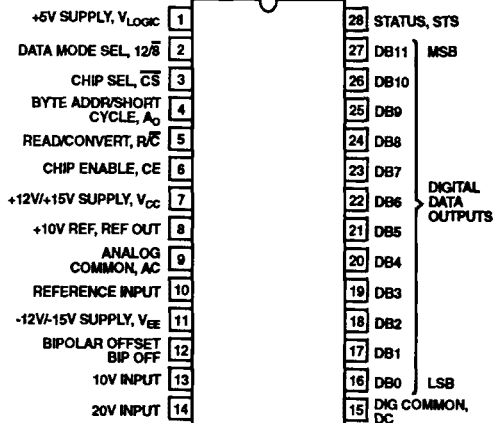 +5V SUPPLY, VLOGIC 1
DATA MODE SEL, 12/8̅ 2
CHIP SEL, C̅S̅ 3
BYTE ADDR/SHORT
CYCLE, AO 4
READ/CONVERT, R/C̅ 5
CHIP ENABLE, CE 6
+12V/+15V SUPPLY, VCC 7
+10V REF, REF OUT 8
ANALOG
COMMON, AC 9
REFERENCE INPUT 10
-12V/-15V SUPPLY, VEE 11
BIPOLAR OFFSET
BIP OFF 12
10V INPUT 13
20V INPUT 14
28 STATUS, STS
27 DB11 MSB
26 DB10
25 DB9
24 DB8
23 DB7
22 DB6
21 DB5
20 DB4
19 DB3
18 DB2
17 DB1
16 DB0 LSB
15 DIG COMMON,
DC
DIGITAL
DATA
OUTPUTS